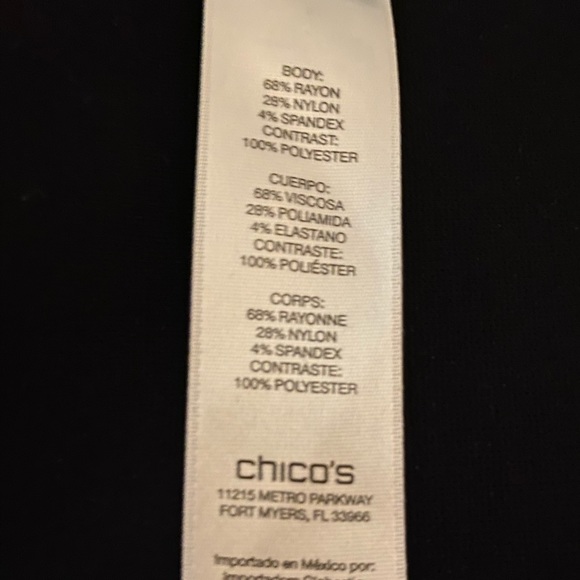 BODY:
68% RAYON
28% NYLON
4% SPANDEX
CONTRAST:
100% POLYESTER
CUERPO:
68% VISCOSA
28% POLIAMIDA
4% ELASTANO
CONTRASTE:
100% POLIÉSTER
CORPS:
68% RAYONNE
28% NYLON
4% SPANDEX
CONTRASTE:
100% POLYESTER
chico's
11215 METRO PARKWAY
FORT MYERS, FL 33966
Importado en México por: